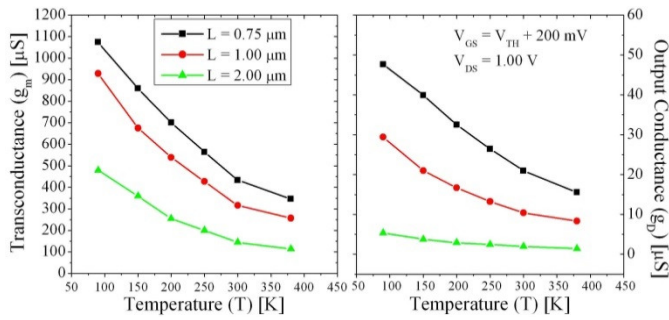 Transconductance (g_m) [μS]
1200
1100
1000
900
800
700
600
500
400
300
200
100
0
L = 0.75 μm
L = 1.00 μm
L = 2.00 μm
50 100 150 200 250 300 350 400 450
Temperature (T) [K]
V_GS = V_TH + 200 mV
V_DS = 1.00 V
50 100 150 200 250 300 350 400 450
Temperature (T) [K]
60
50
40
30
20
10
0
Output Conductance (g_D) [μS]